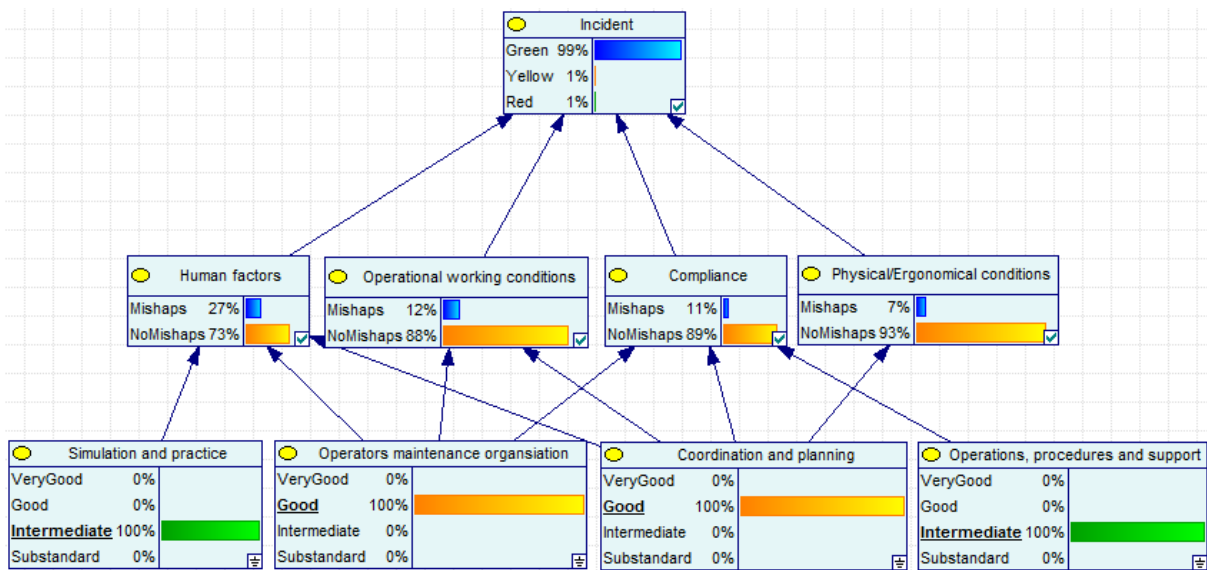 Incident
Green 99%
Yellow 1%
Red 1%
Human factors
Mishaps 27%
NoMishaps 73%
Operational working conditions
Mishaps 12%
NoMishaps 88%
Compliance
Mishaps 11%
NoMishaps 89%
Physical/Ergonomical conditions
Mishaps 7%
NoMishaps 93%
Simulation and practice
VeryGood 0%
Good 0%
Intermediate 100%
Substandard 0%
Operators maintenance organsiation
VeryGood 0%
Good 100%
Intermediate 0%
Substandard 0%
Coordination and planning
VeryGood 0%
Good 100%
Intermediate 0%
Substandard 0%
Operations, procedures and support
VeryGood 0%
Good 0%
Intermediate 100%
Substandard 0%